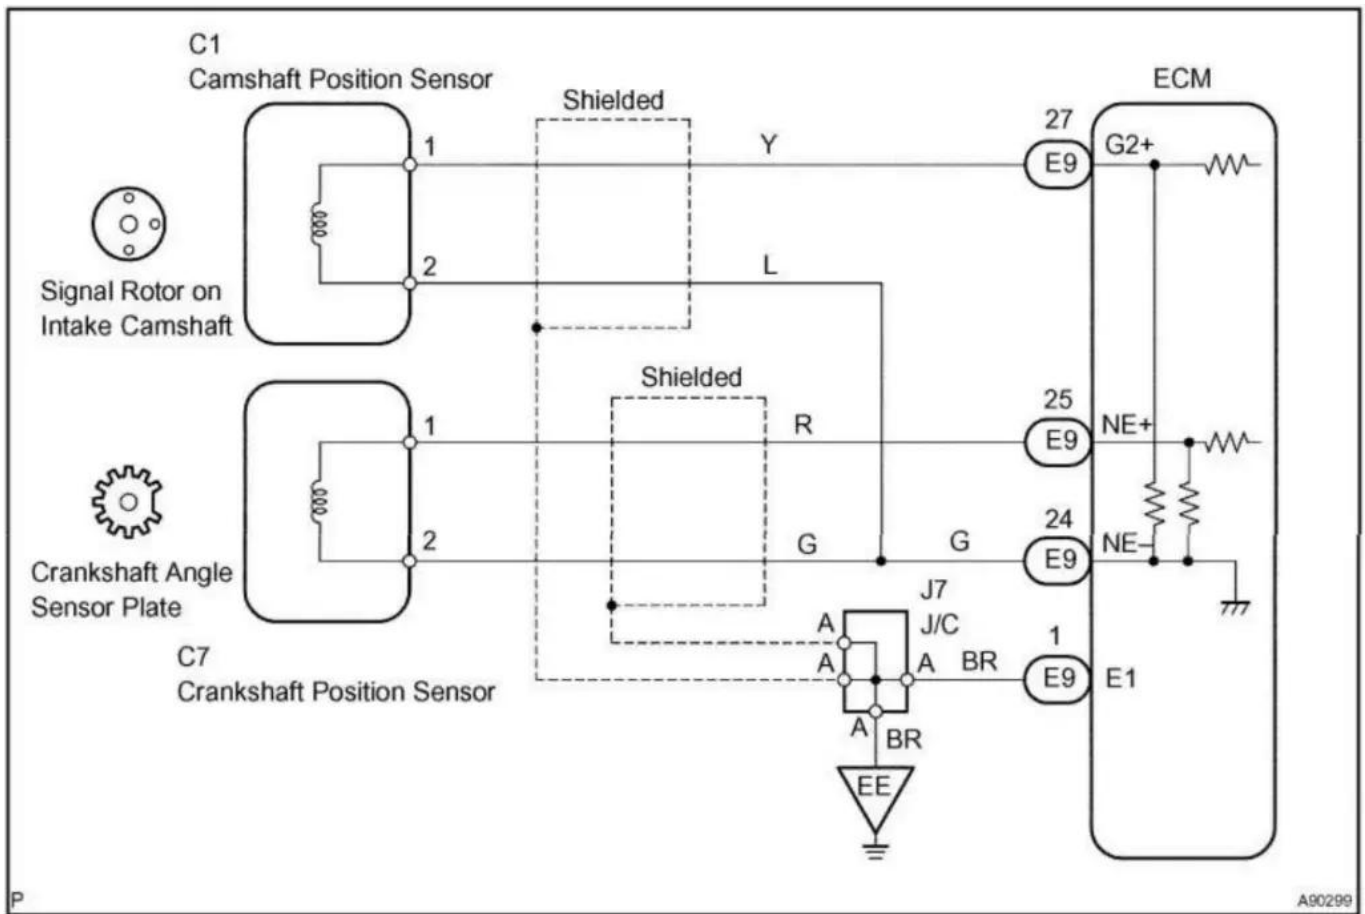 C1
Camshaft Position Sensor
ECM
Shielded
27
1
Y
E9
G2+
2
L
Signal Rotor on
Intake Camshaft
Shielded
25
1
R
E9
NE+
24
2
G
G
E9
NE-
Crankshaft Angle
Sensor Plate
J7
J/C
A
1
A
A
BR
E9
E1
C7
Crankshaft Position Sensor
A
BR
EE
P
A90299